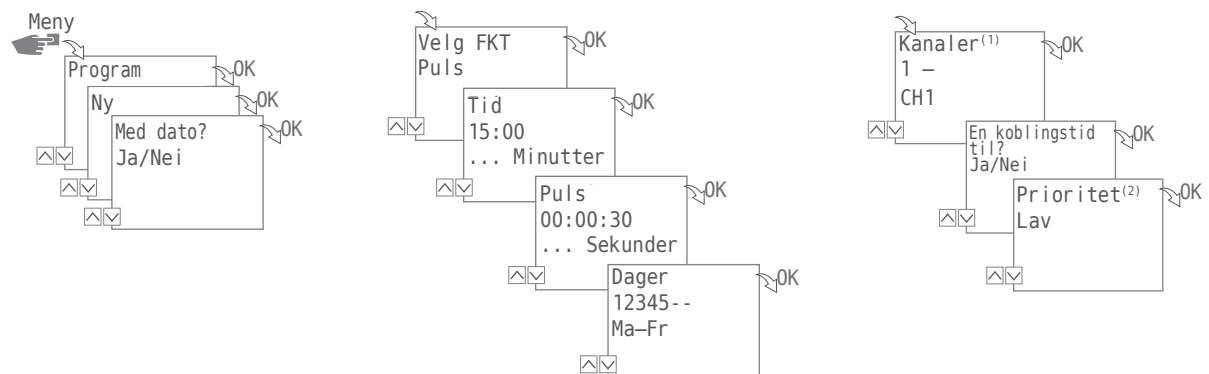 Meny
Program
OK
Ny
OK
Med dato?
OK
Ja/Nei
Velg FKT
OK
Puls
Tid
OK
15:00
... Minutter
Puls
OK
00:00:30
... Sekunder
Dager
OK
12345--
Ma–Fr
Kanaler(1)
OK
1 –
CH1
En koblingstid
OK
til?
Ja/Nei
Prioritet(2)
OK
Lav